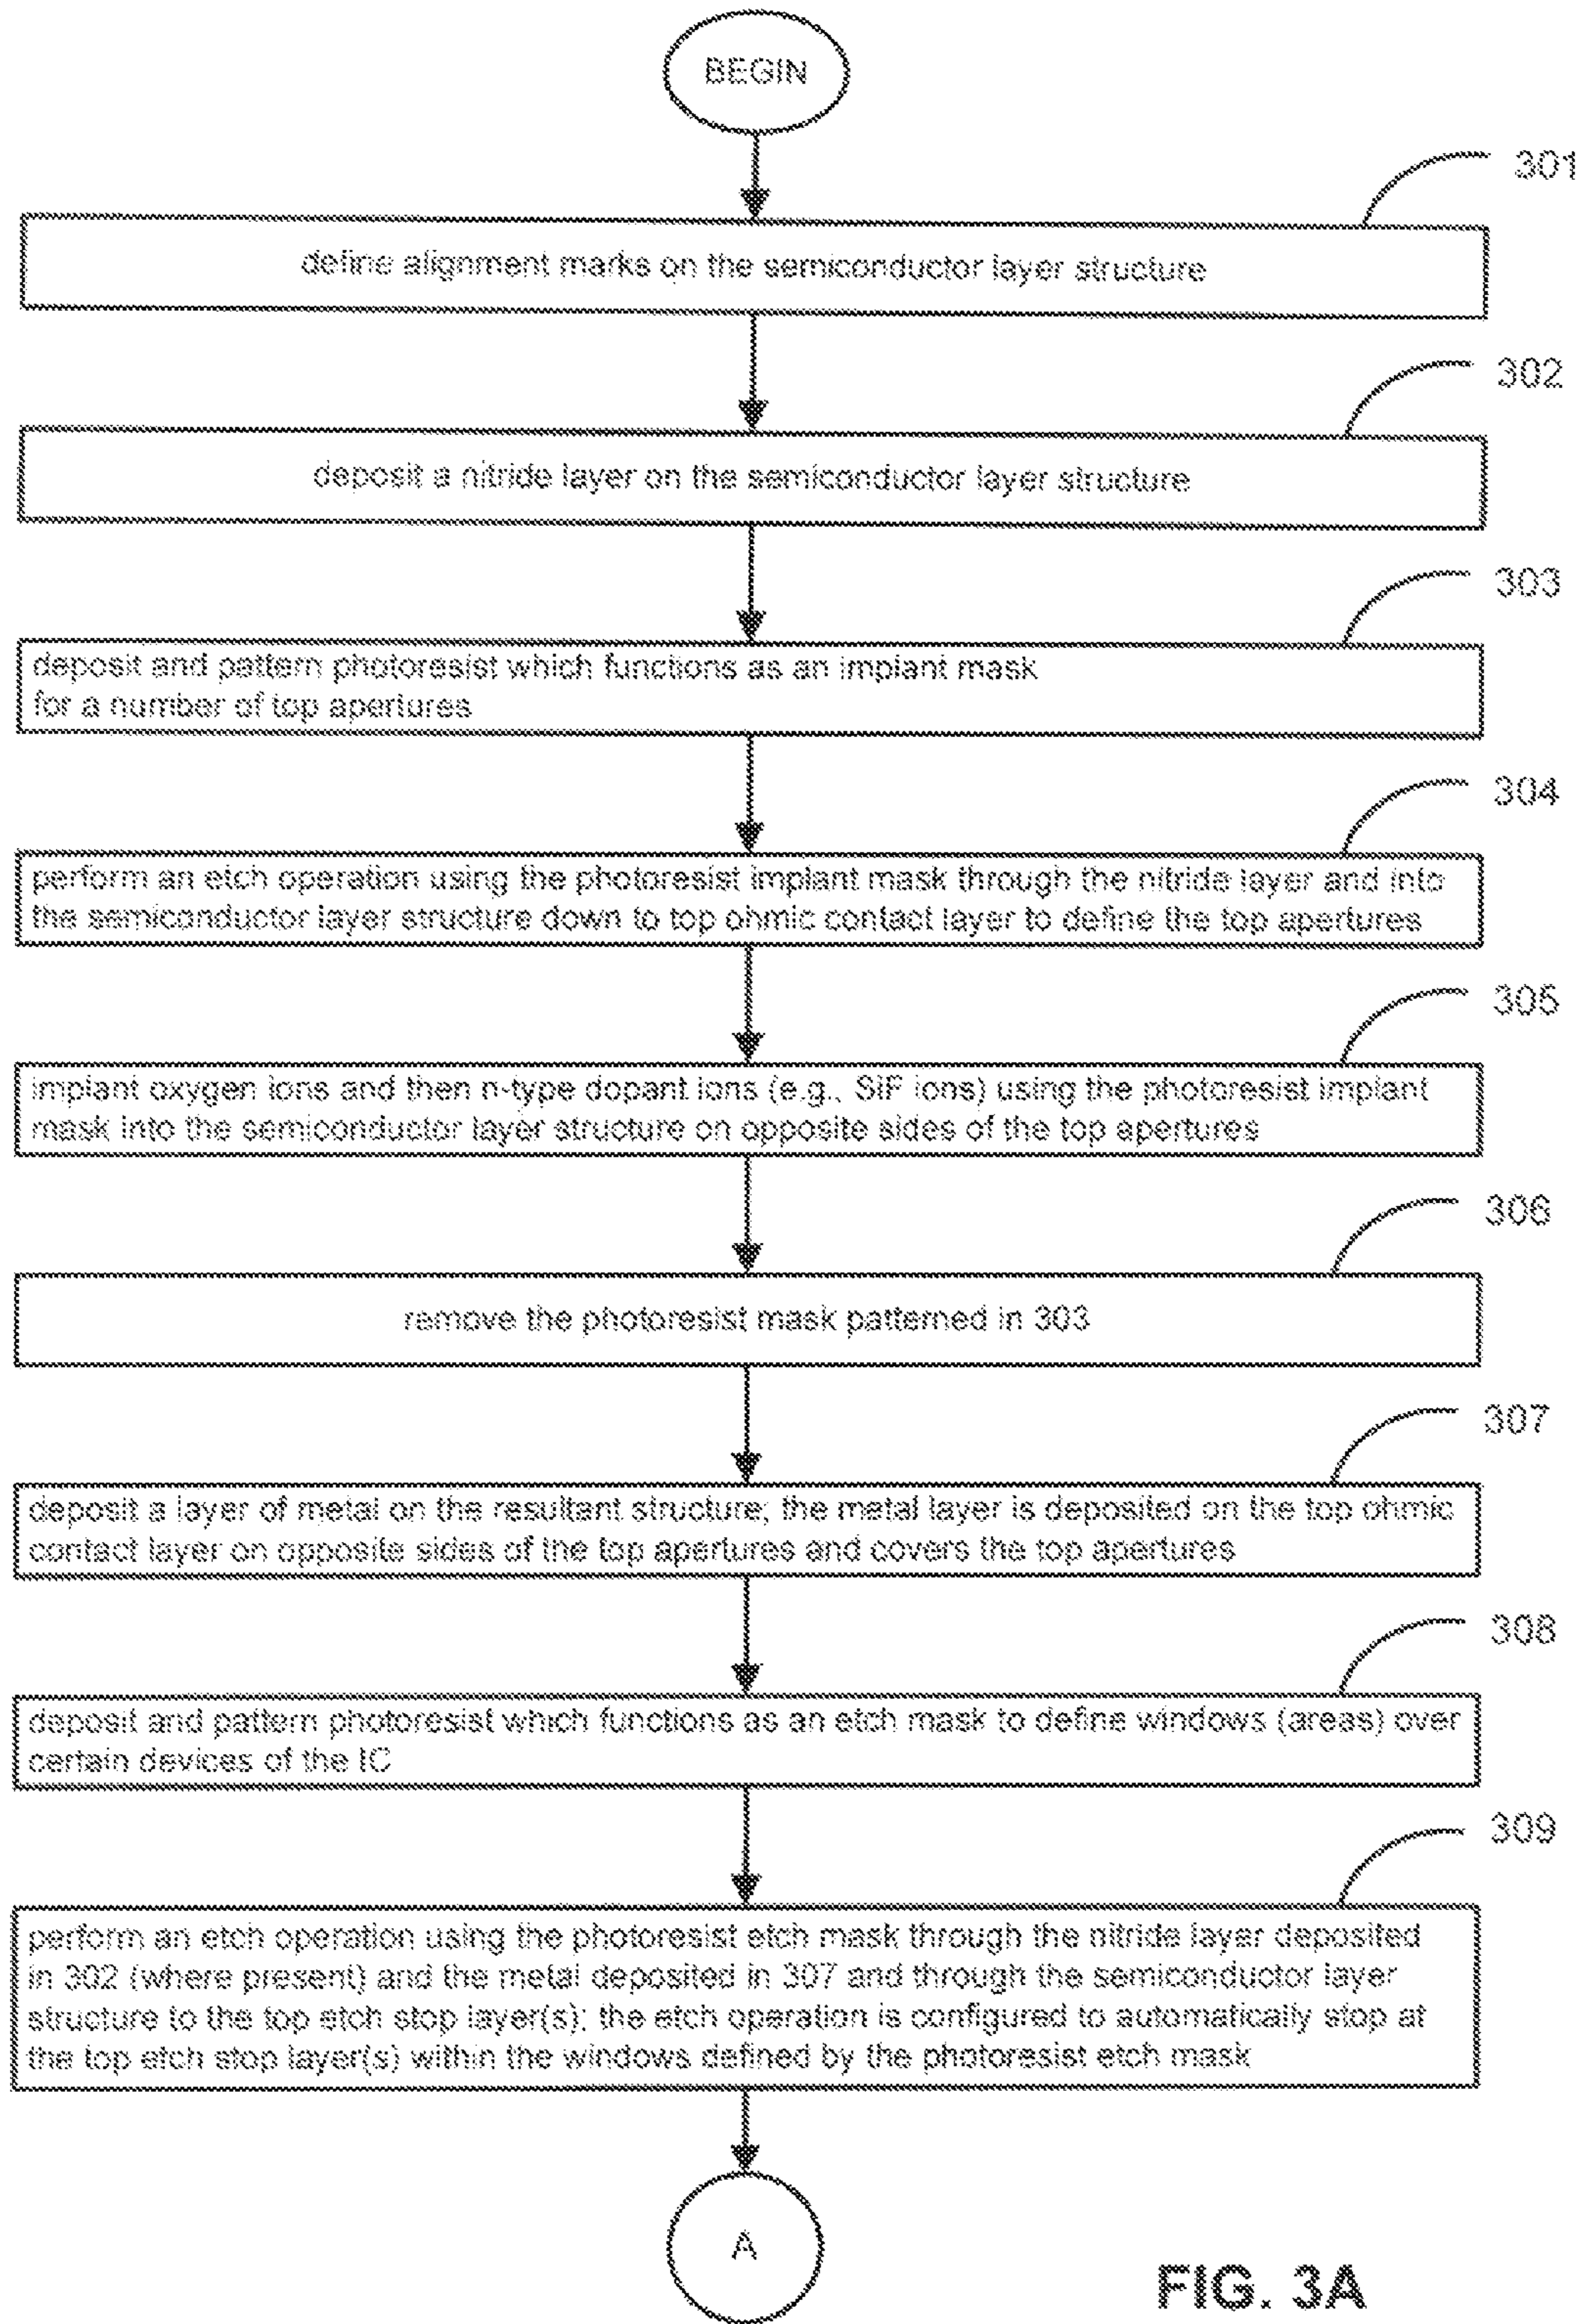 BEGIN
301
define alignment marks on the semiconductor layer structure
302
deposit a nitride layer on the semiconductor layer structure
303
deposit and pattern photoresist which functions as an implant mask
for a number of top apertures
304
perform an etch operation using the photoresist implant mask through the nitride layer and into
the semiconductor layer structure down to top ohmic contact layer to define the top apertures
305
implant oxygen ions and then n-type dopant ions (e.g., SiF ions) using the photoresist implant
mask into the semiconductor layer structure on opposite sides of the top apertures
306
remove the photoresist mask patterned in 303
307
deposit a layer of metal on the resultant structure; the metal layer is deposited on the top ohmic
contact layer on opposite sides of the top apertures and covers the top apertures
308
deposit and pattern photoresist which functions as an etch mask to define windows (areas) over
certain devices of the IC
309
perform an etch operation using the photoresist etch mask through the nitride layer deposited
in 302 (where present) and the metal deposited in 307 and through the semiconductor layer
structure to the top etch stop layer(s); the etch operation is configured to automatically stop at
the top etch stop layer(s) within the windows defined by the photoresist etch mask
A
FIG. 3A